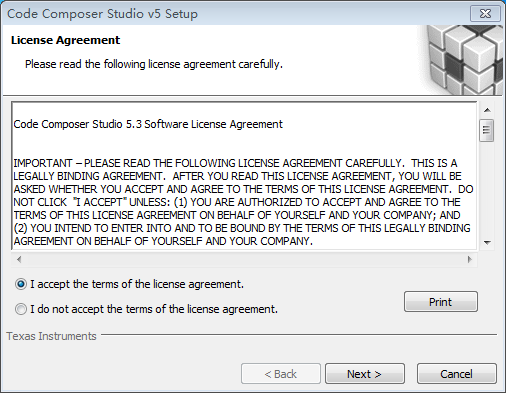 Code Composer Studio v5 Setup
License Agreement
Please read the following license agreement carefully.
Code Composer Studio 5.3 Software License Agreement
IMPORTANT – PLEASE READ THE FOLLOWING LICENSE AGREEMENT CAREFULLY.  THIS IS A
LEGALLY BINDING AGREEMENT.  AFTER YOU READ THIS LICENSE AGREEMENT, YOU WILL BE
ASKED WHETHER YOU ACCEPT AND AGREE TO THE TERMS OF THIS LICENSE AGREEMENT.  DO
NOT CLICK  "I ACCEPT" UNLESS: (1) YOU ARE AUTHORIZED TO ACCEPT AND AGREE TO THE
TERMS OF THIS LICENSE AGREEMENT ON BEHALF OF YOURSELF AND YOUR COMPANY; AND
(2) YOU INTEND TO ENTER INTO AND TO BE BOUND BY THE TERMS OF THIS LEGALLY BINDING
AGREEMENT ON BEHALF OF YOURSELF AND YOUR COMPANY.
I accept the terms of the license agreement.
I do not accept the terms of the license agreement.
Print
Texas Instruments
< Back
Next >
Cancel